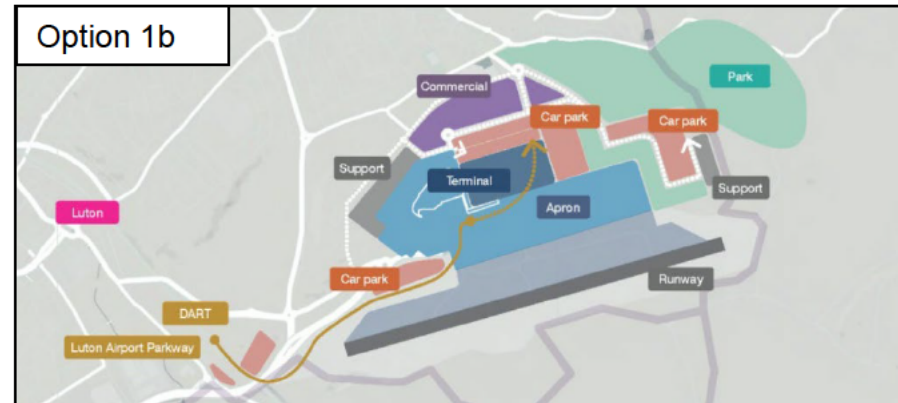 Option 1b
Park
Commercial
Car park
Car park
Support
Terminal
Support
Luton
Apron
Car park
Runway
DART
Luton Airport Parkway